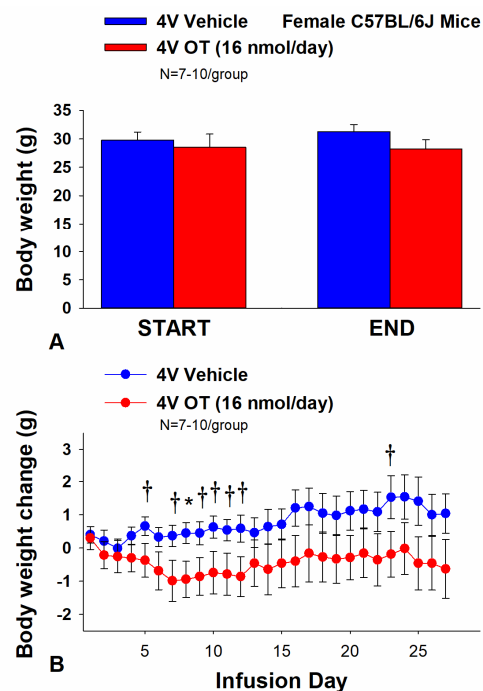 4V Vehicle Female C57BL/6J Mice
4V OT (16 nmol/day)
N=7-10/group
Body weight (g)
35
30
25
20
15
10
5
0
START END
A
4V Vehicle
4V OT (16 nmol/day)
N=7-10/group
Body weight change (g)
3
2
1
0
-1
-2
† † * † † † † †
5 10 15 20 25
Infusion Day
B